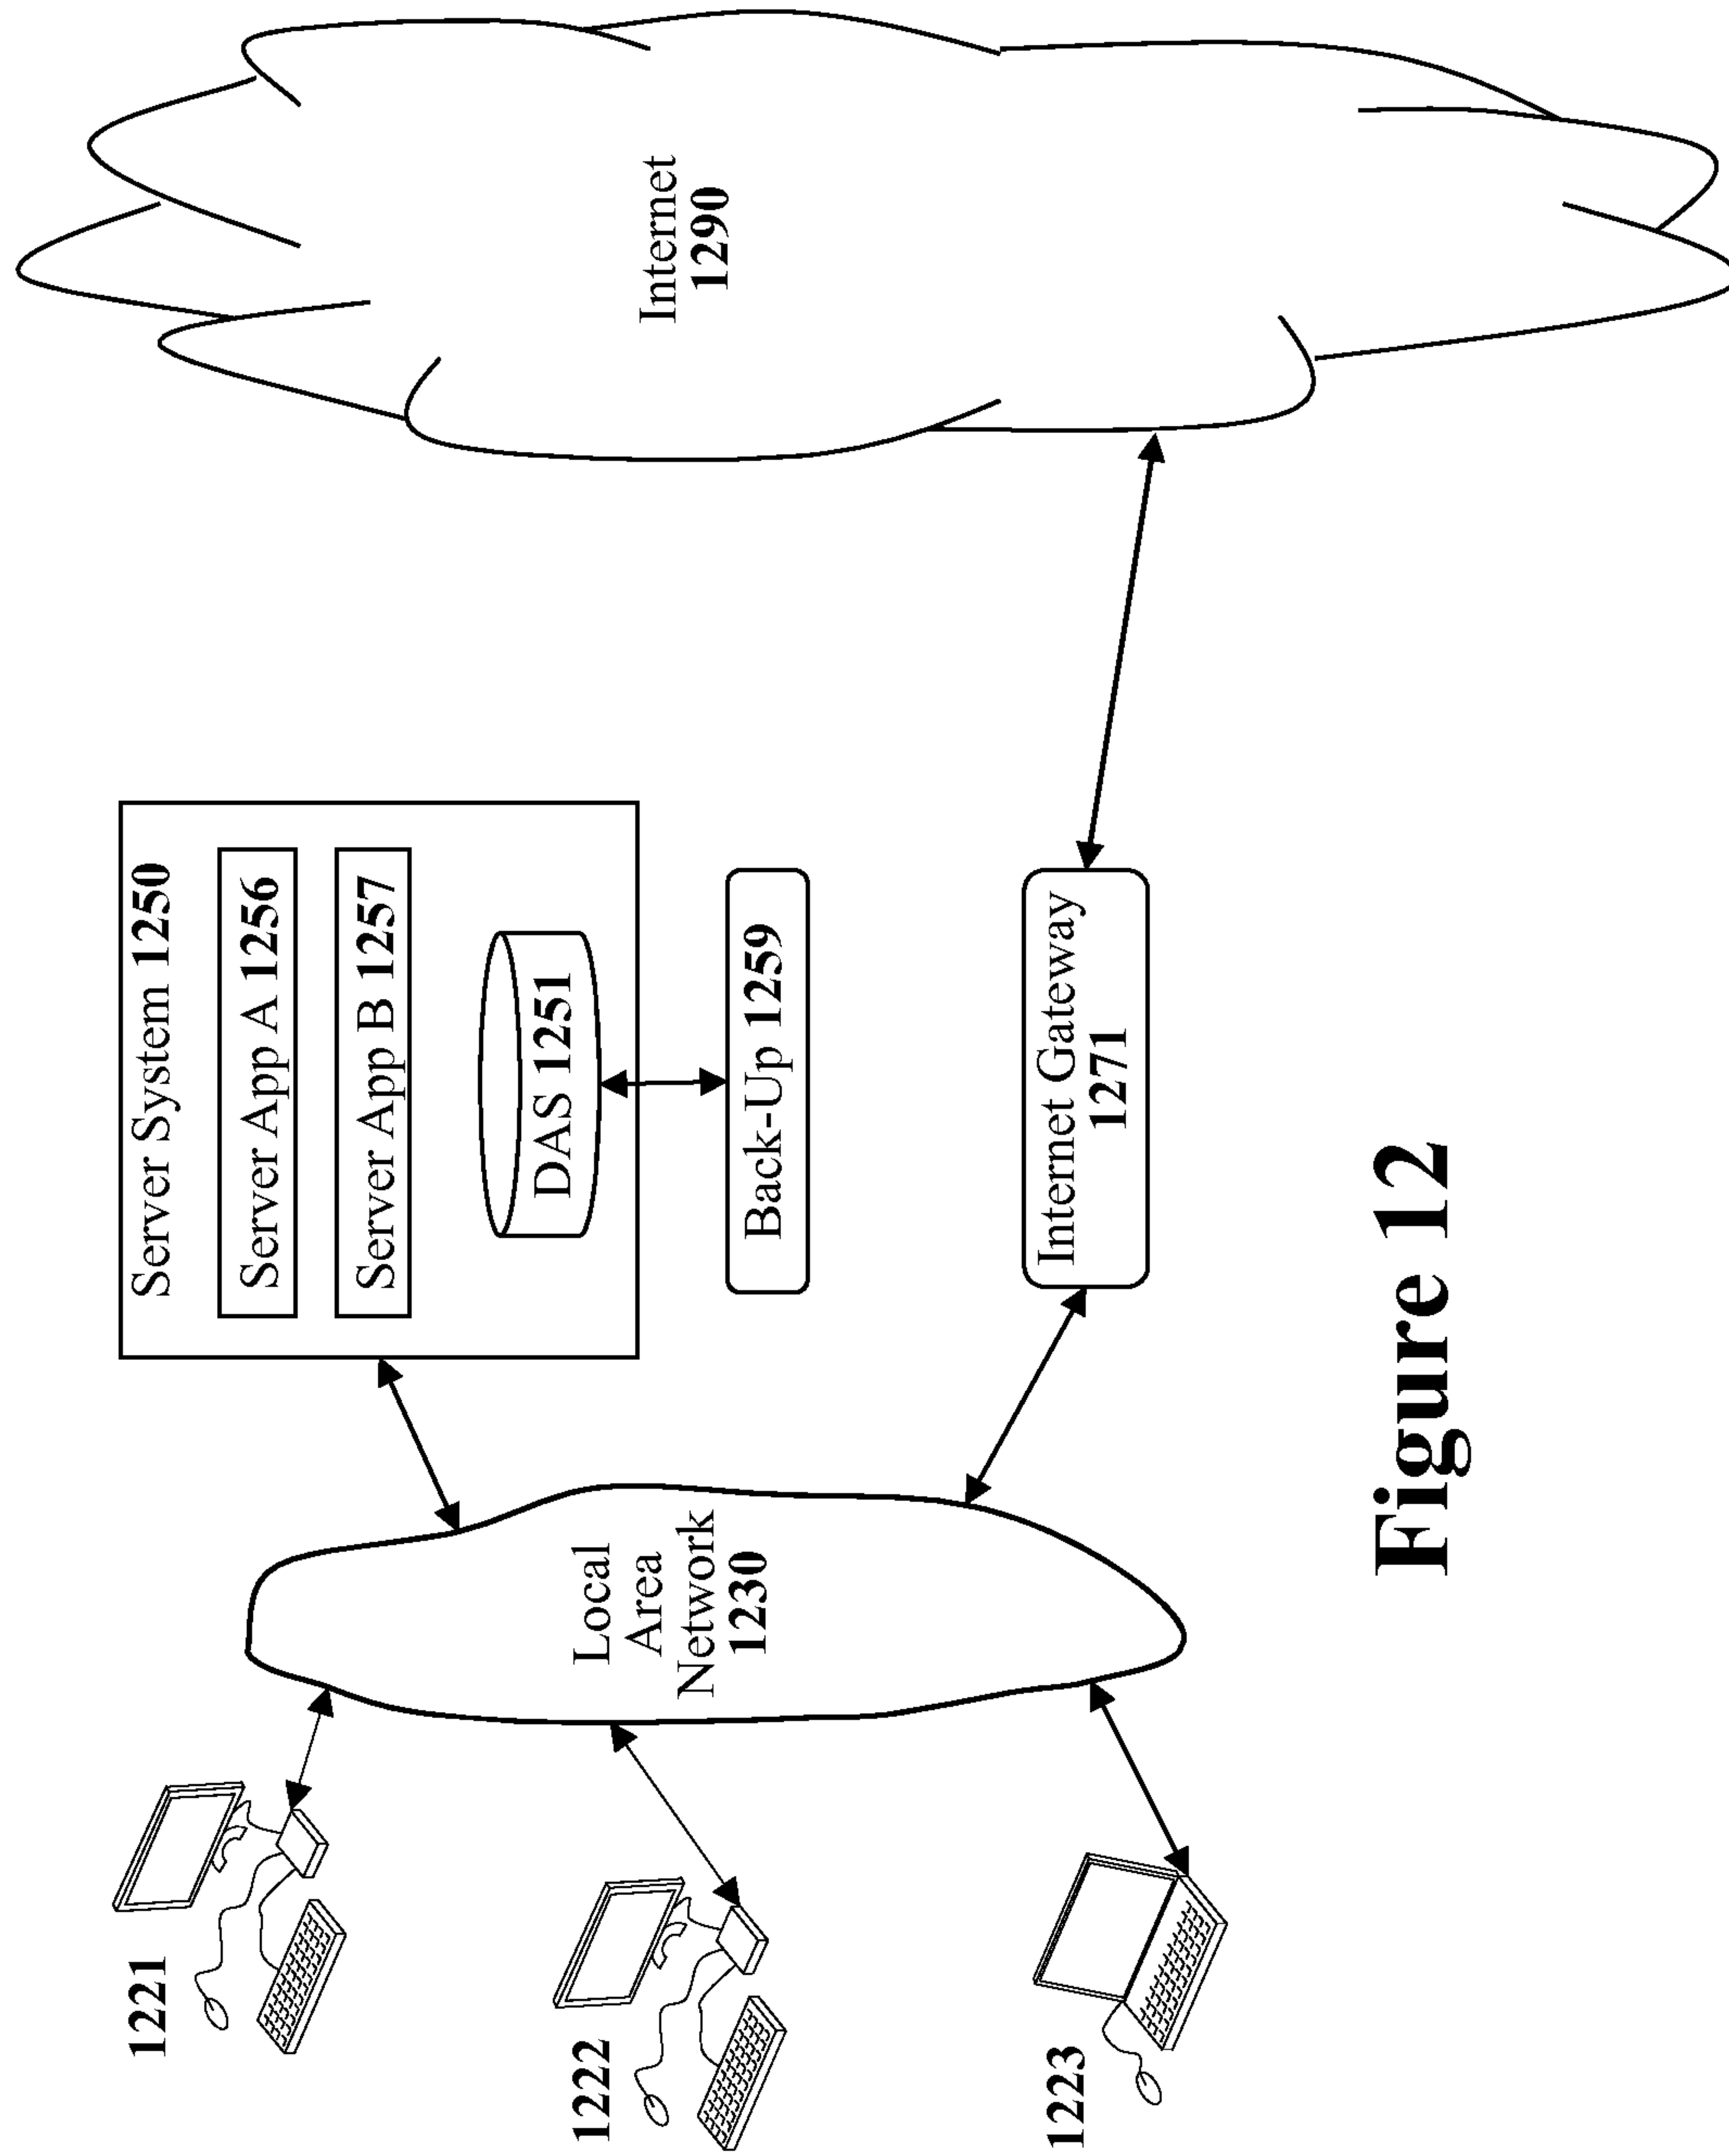 1221
1222
1223
Local
Area
Network
1230
Server System 1250
Server App A 1256
Server App B 1257
DAS 1251
Back-Up 1259
Internet Gateway
1271
Internet
1290
Figure 12